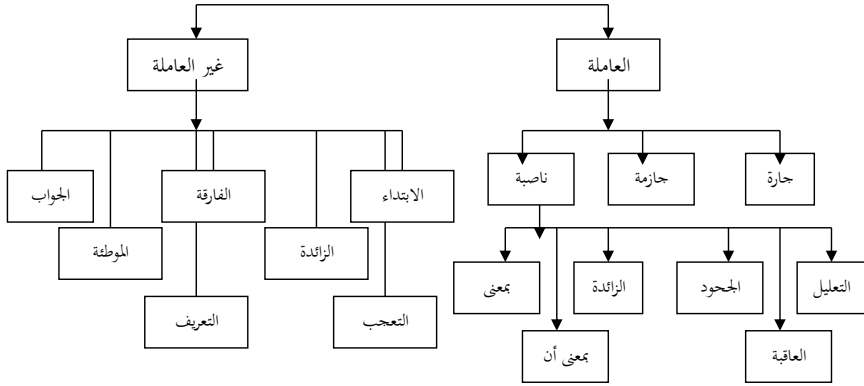 العاملة
غير العاملة
جارة
جازمة
ناصبة
الابتداء
الفارقة
الجواب
الزائدة
الموطئة
التعليل
الجحود
الزائدة
بمعنى
التعجب
التعريف
العاقبة
بمعنى أن